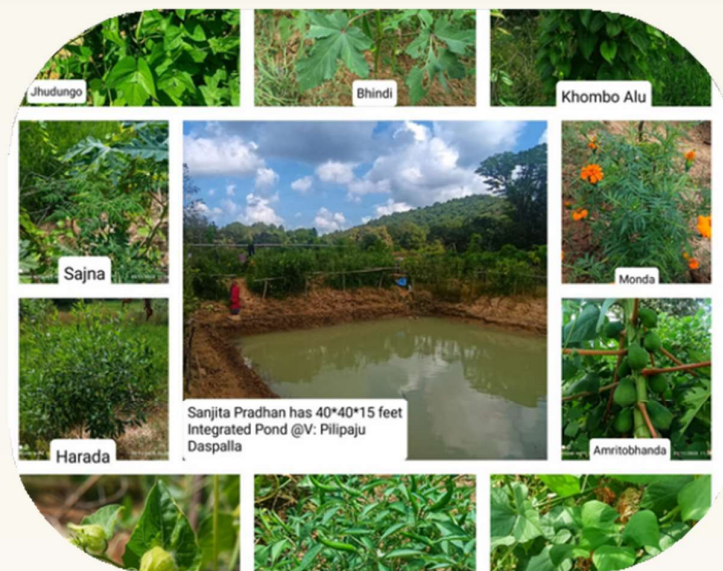 Jhudungo
Bhindi
Khombo Alu
Sajna
Monda
Sanjita Pradhan has 40*40*15 feet
Integrated Pond @V: Pilipaju
Daspalla
Harada
Amritobhanda